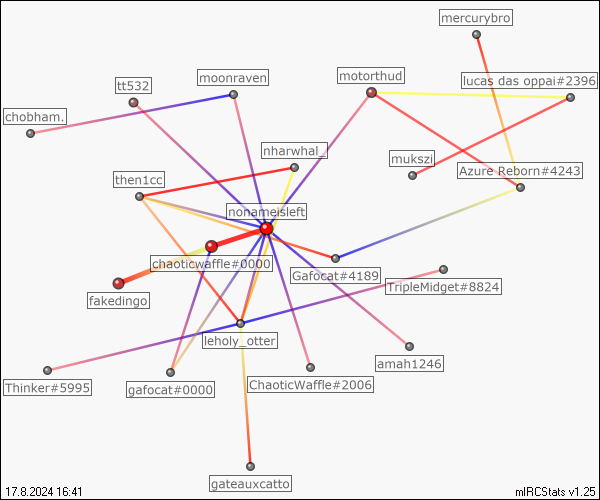 mercurybro
moonraven
motorthud
lucas das oppai#2396
tt532
chobham.
nharwhal_
mukszi
Azure Reborn#4243
then1cc
nonameisleft
chaoticwaffle#0000
Gafocat#4189
TripleMidget#8824
fakedingo
leholy_otter
amah1246
Thinker#5995
gafocat#0000
ChaoticWaffle#2006
gateauxcatto
17.8.2024 16:41
mIRCStats v1.25